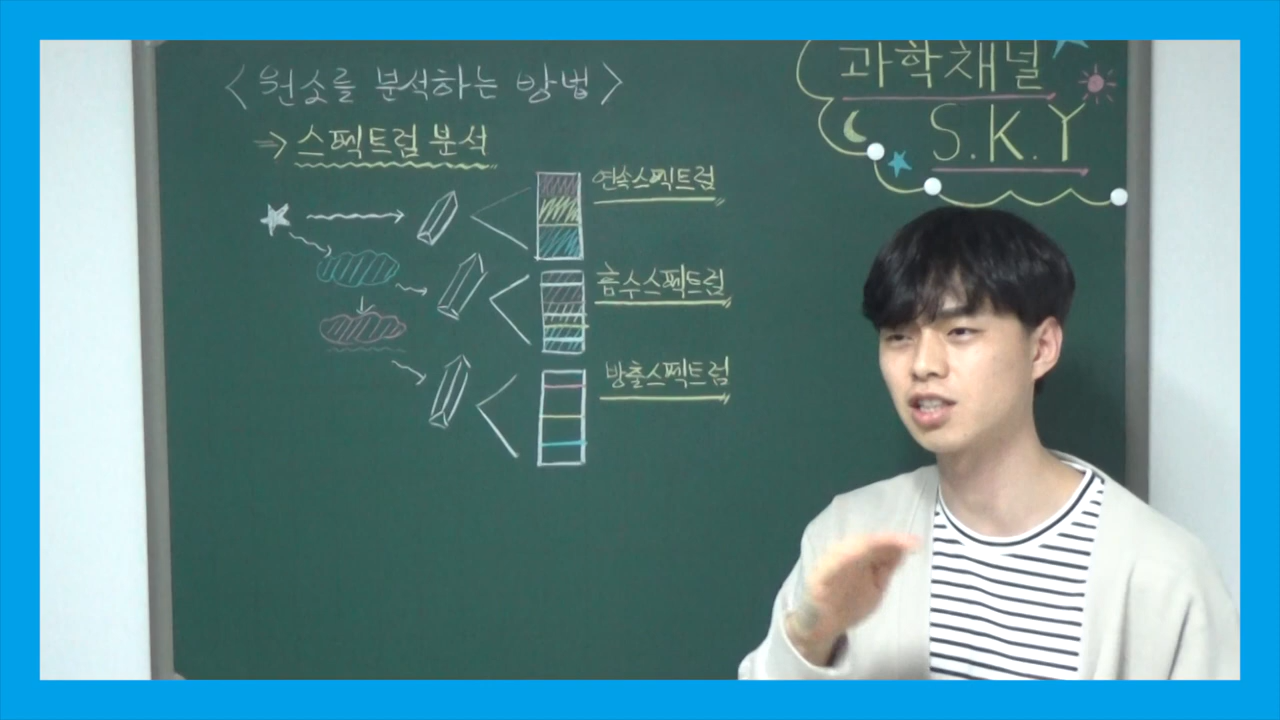 <원소를 분석하는 방법>
⇒ 스펙트럼 분석
연속스펙트럼
흡수스펙트럼
방출스펙트럼
과학채널
S.K.Y